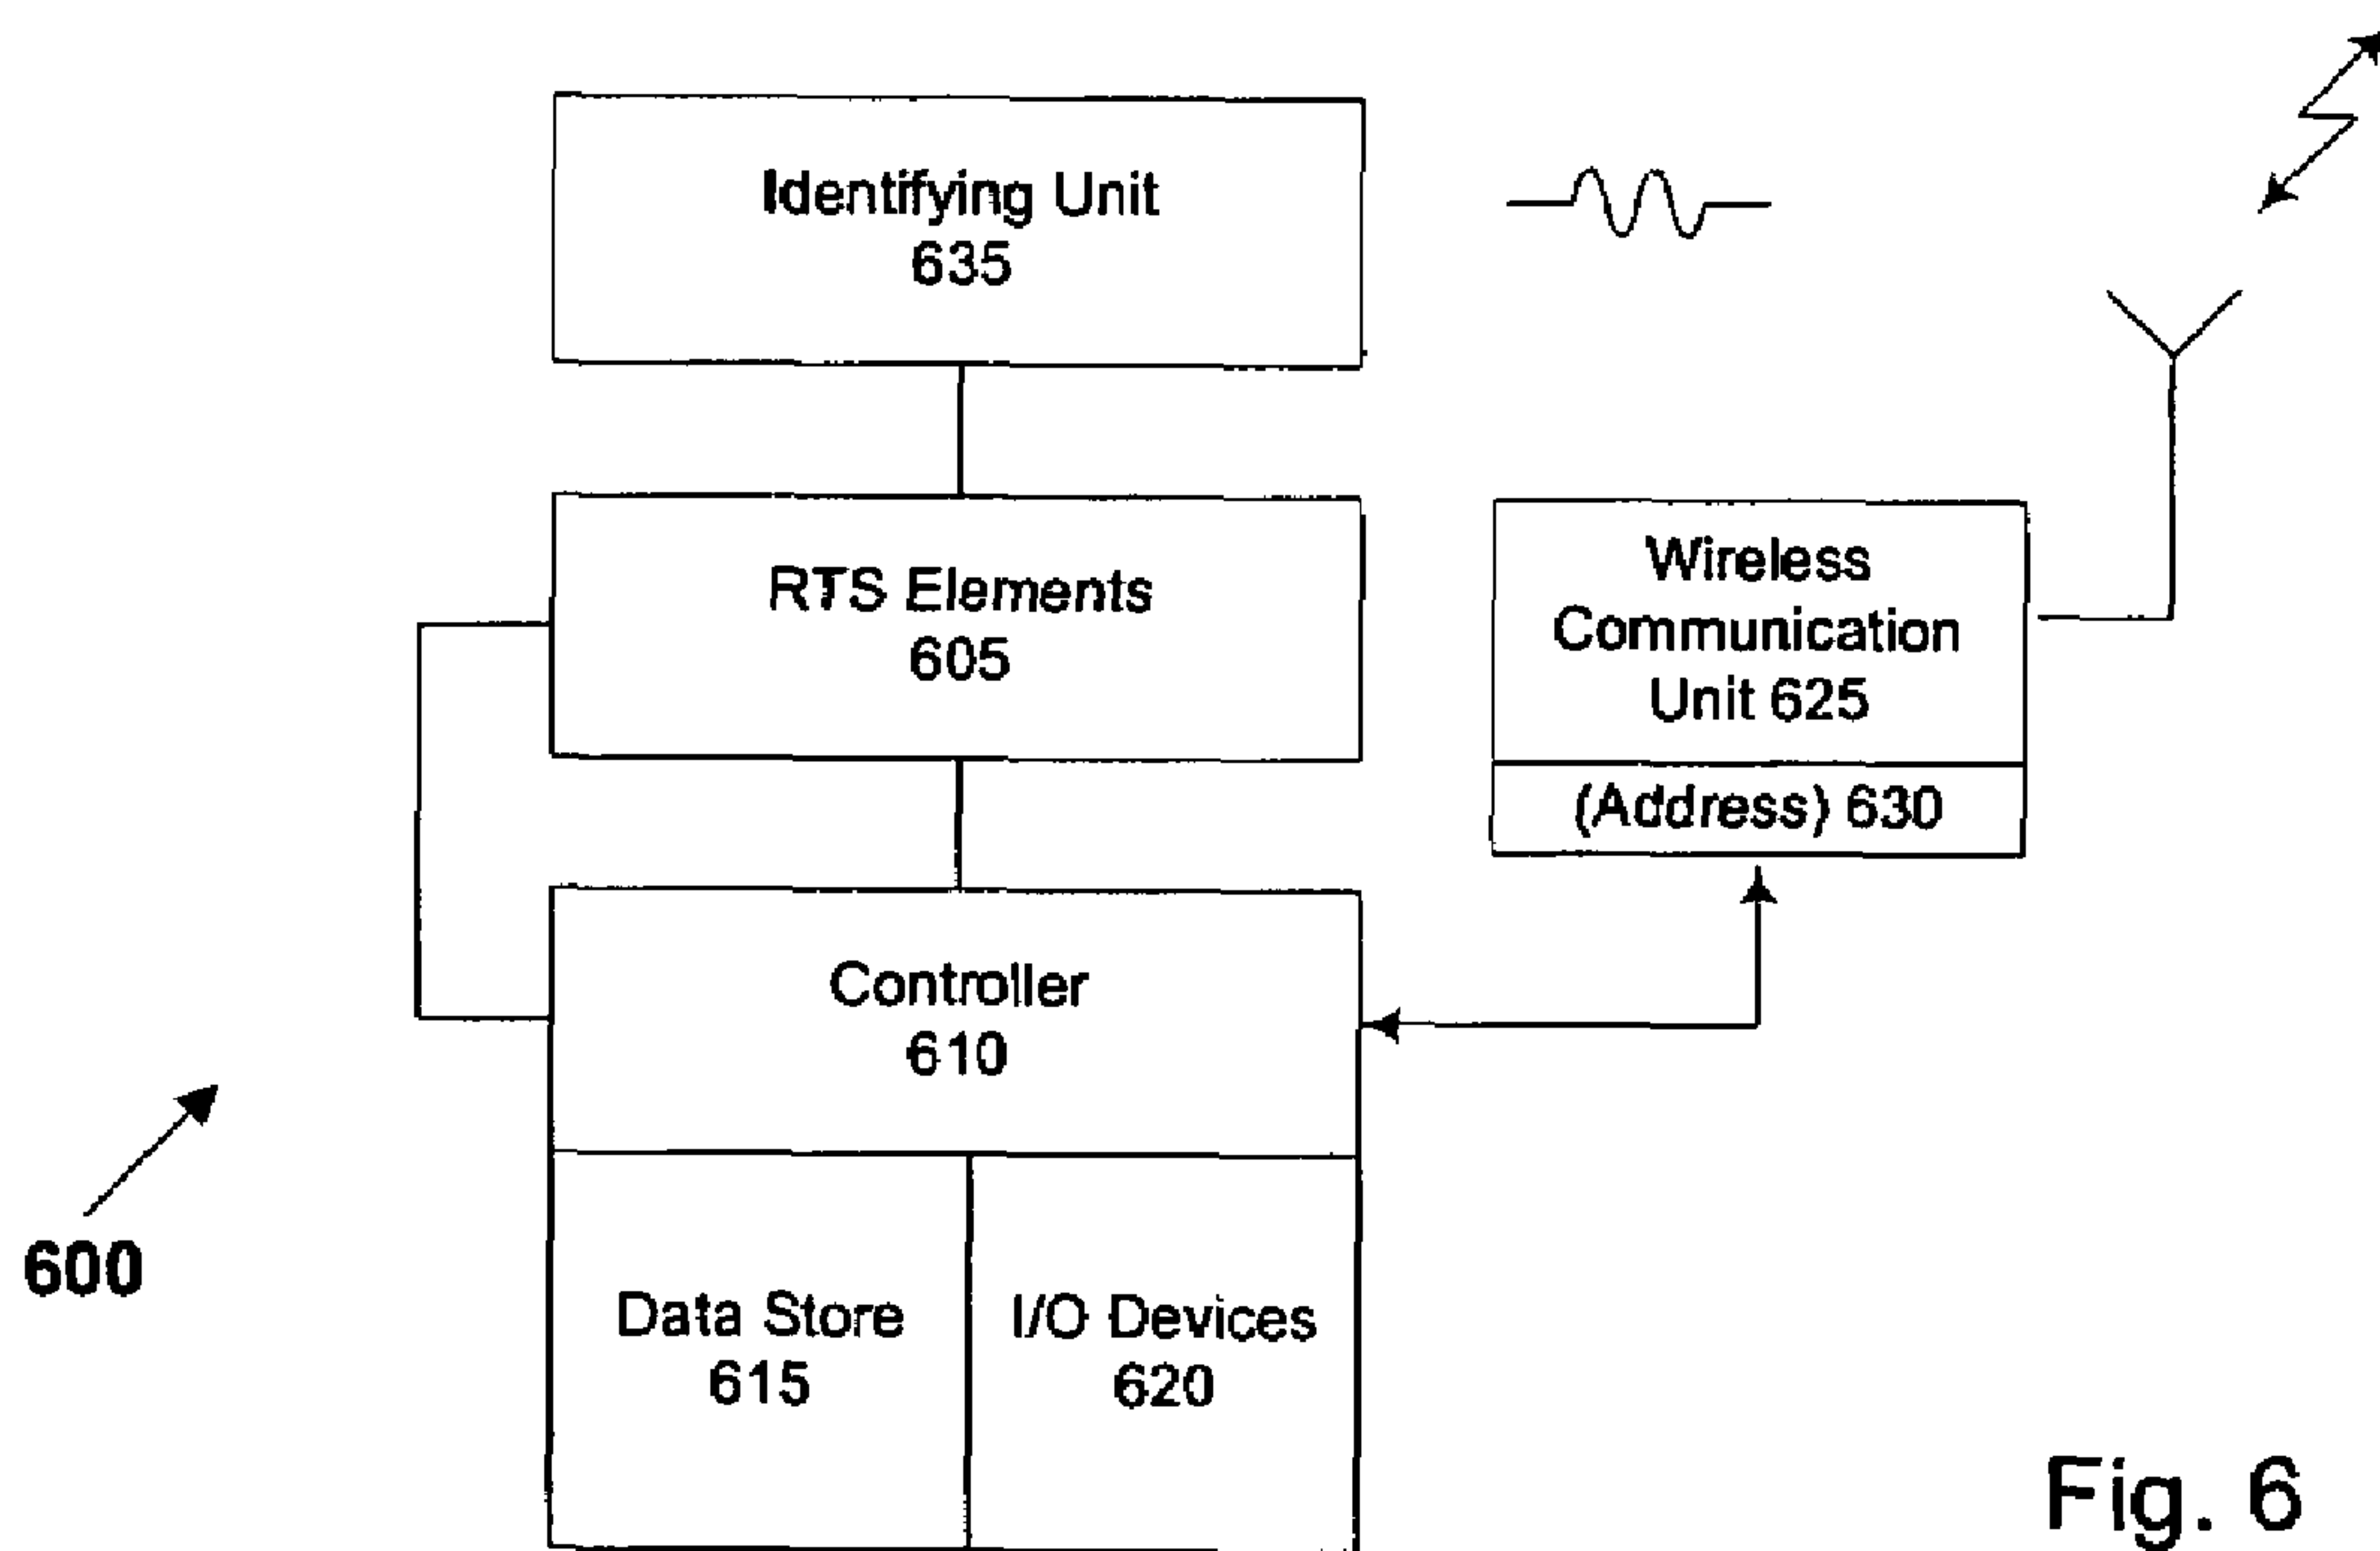 Identifying Unit
635
RTS Elements
605
Wireless
Communication
Unit 625
(Address) 630
Controller
610
Data Store
615
I/O Devices
620
600
Fig. 6